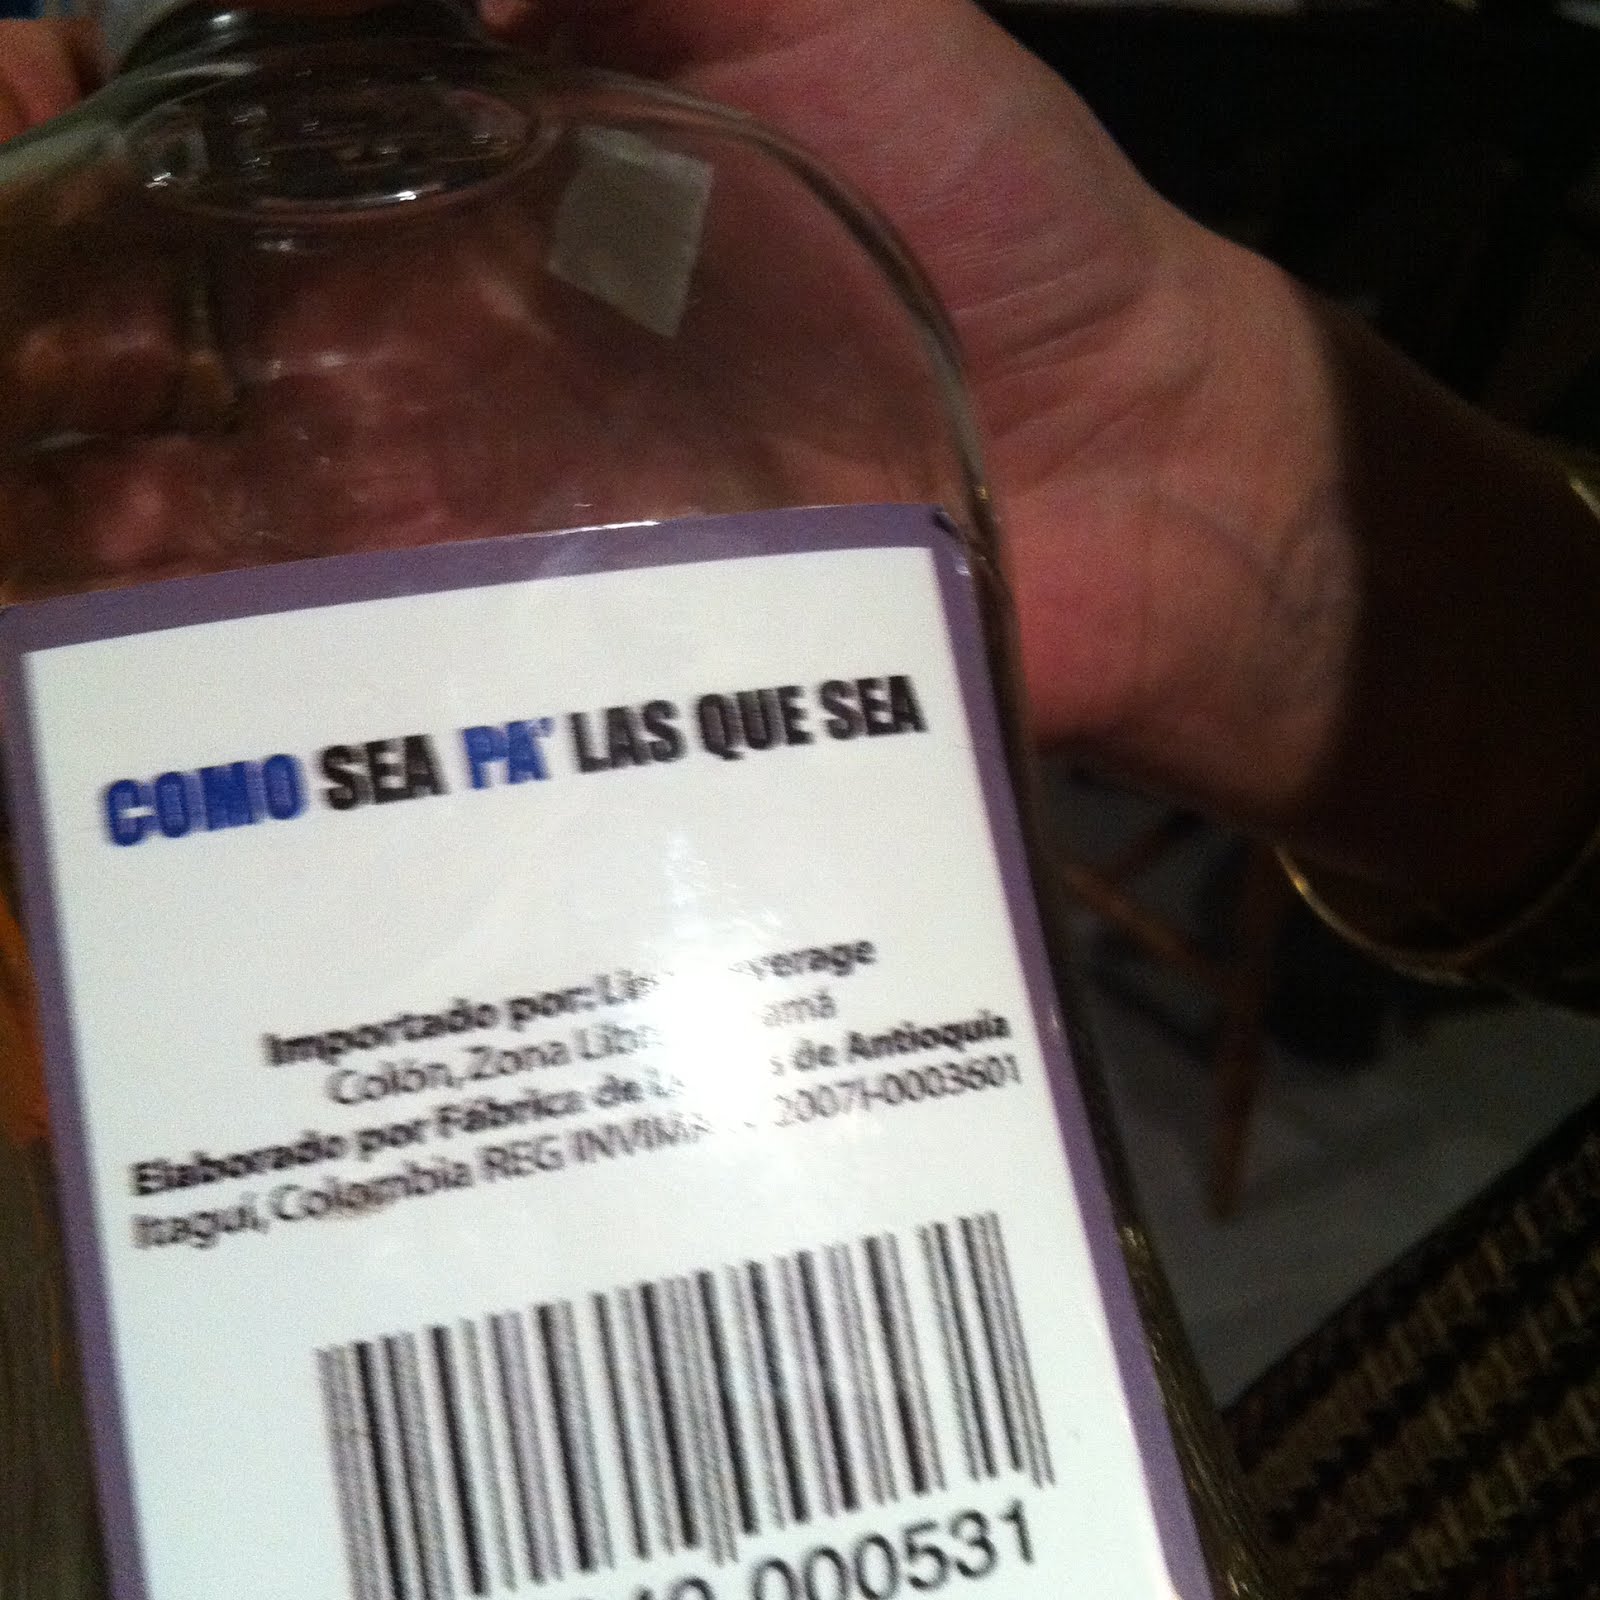 COMO SEA PA' LAS QUE SEA
Importado por:
Colón, Zona
Elaborado por Fábrica de de Antioquia
Itagui, Colombia REG INVIMA 2007I-0003601
000531